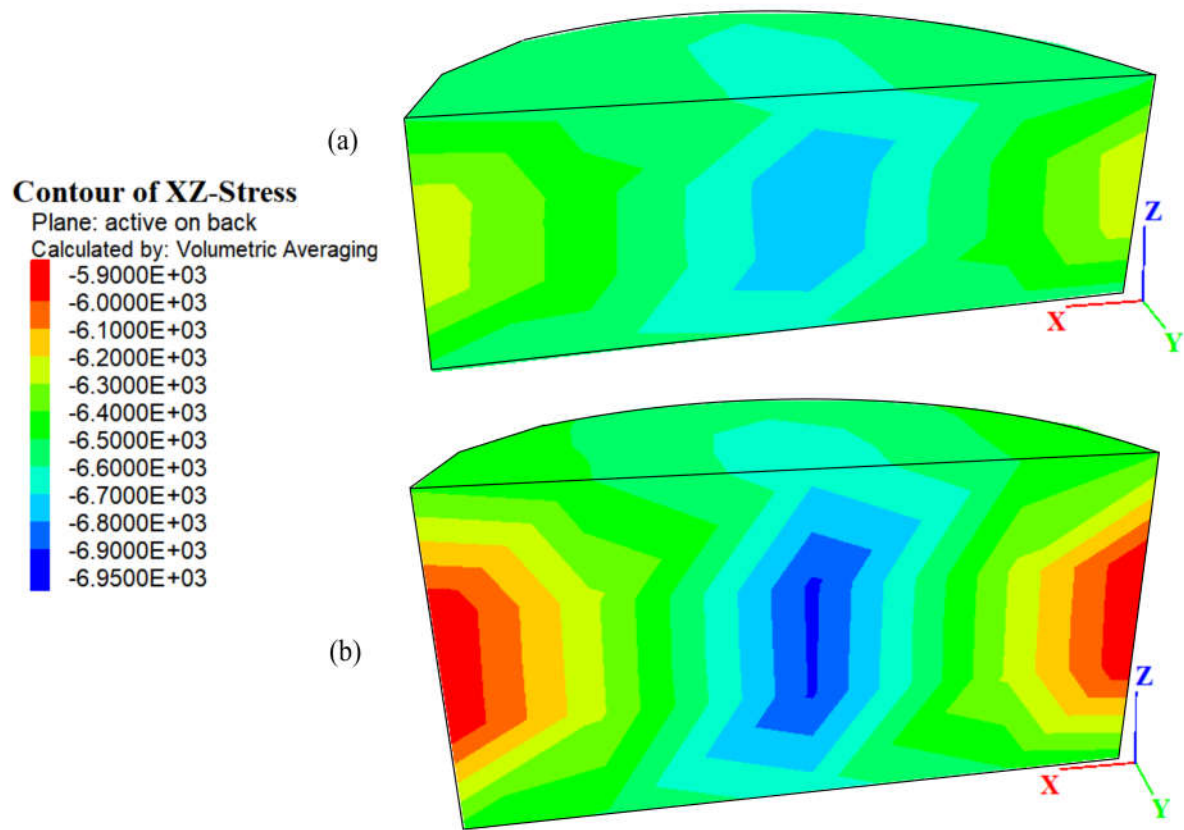 (a)
Contour of XZ-Stress
Plane: active on back
Calculated by: Volumetric Averaging
-5.9000E+03
-6.0000E+03
-6.1000E+03
-6.2000E+03
-6.3000E+03
-6.4000E+03
-6.5000E+03
-6.6000E+03
-6.7000E+03
-6.8000E+03
-6.9000E+03
-6.9500E+03
Z
X
Y
(b)
Z
X
Y